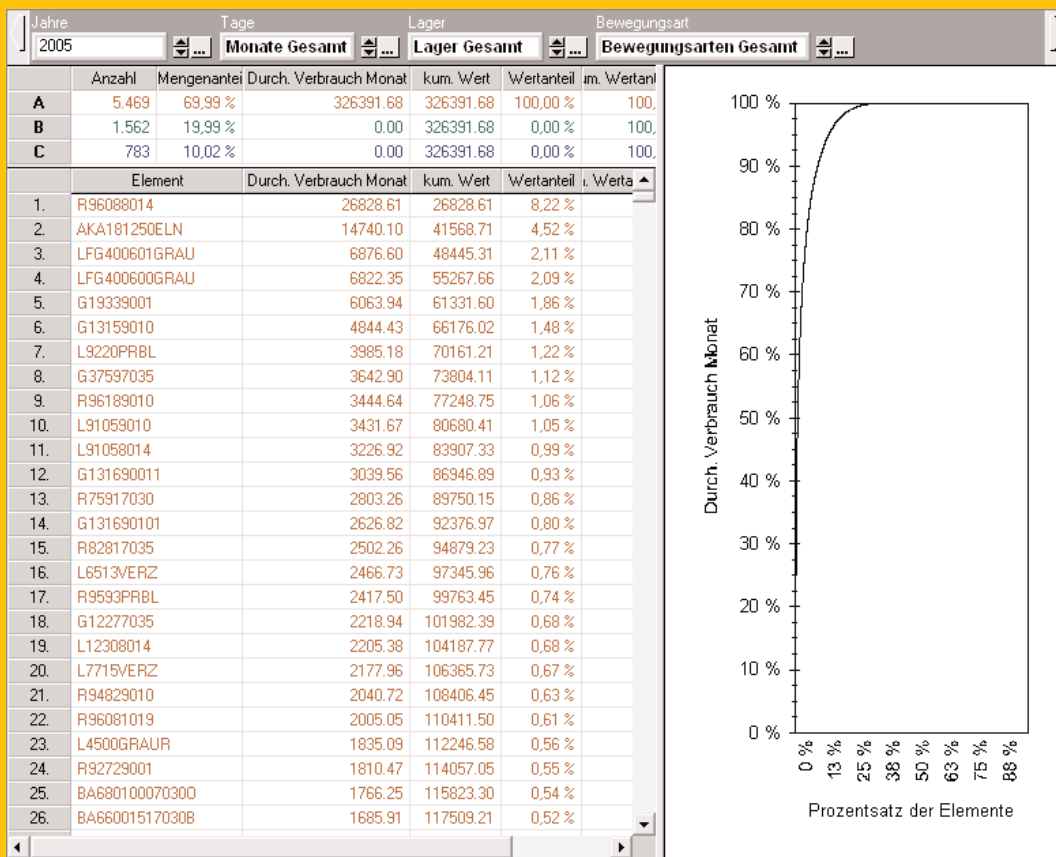 Jahre Tage Lager Bewegungsart
2005 ... Monate Gesamt ... Lager Gesamt ... Bewegungsarten Gesamt ...
Anzahl Mengenantei Durch. Verbrauch Monat kum. Wert Wertanteil ım. Wertant
A 5.469 69,99 % 326391.68 326391.68 100,00 % 100,
B 1.562 19,99 % 0.00 326391.68 0,00 % 100,
C 783 10,02 % 0.00 326391.68 0,00 % 100,
Element Durch. Verbrauch Monat kum. Wert Wertanteil ı. Werta
1. R96088014 26828.61 26828.61 8,22 %
2. AKA181250ELN 14740.10 41568.71 4,52 %
3. LFG400601GRAU 6876.60 48445.31 2,11 %
4. LFG400600GRAU 6822.35 55267.66 2,09 %
5. G19339001 6063.94 61331.60 1,86 %
6. G13159010 4844.43 66176.02 1,48 %
7. L9220PRBL 3985.18 70161.21 1,22 %
8. G37597035 3642.90 73804.11 1,12 %
9. R96189010 3444.64 77248.75 1,06 %
10. L91059010 3431.67 80680.41 1,05 %
11. L91058014 3226.92 83907.33 0,99 %
12. G131690011 3039.56 86946.89 0,93 %
13. R75917030 2803.26 89750.15 0,86 %
14. G131690101 2626.82 92376.97 0,80 %
15. R82817035 2502.26 94879.23 0,77 %
16. L6513VERZ 2466.73 97345.96 0,76 %
17. R9593PRBL 2417.50 99763.45 0,74 %
18. G12277035 2218.94 101982.39 0,68 %
19. L12308014 2205.38 104187.77 0,68 %
20. L7715VERZ 2177.96 106365.73 0,67 %
21. R94829010 2040.72 108406.45 0,63 %
22. R96081019 2005.05 110411.50 0,61 %
23. L4500GRAUR 1835.09 112246.58 0,56 %
24. R92729001 1810.47 114057.05 0,55 %
25. BA680100070300 1766.25 115823.30 0,54 %
26. BA66001517030B 1685.91 117509.21 0,52 %
Durch. Verbrauch Monat
100 %
90 %
80 %
70 %
60 %
50 %
40 %
30 %
20 %
10 %
0 %
0 % 13 % 25 % 38 % 50 % 63 % 75 % 88 %
Prozentsatz der Elemente